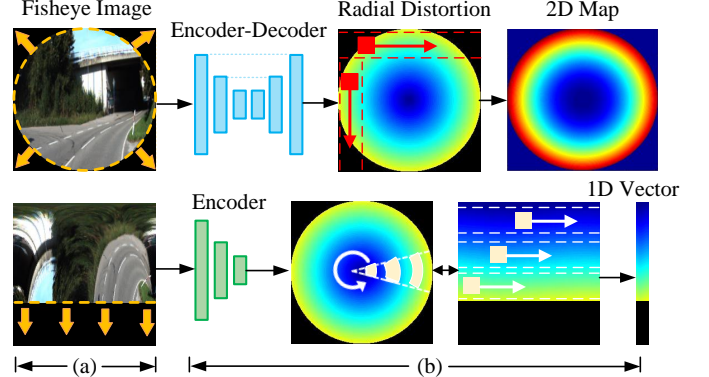 Fisheye Image
Encoder-Decoder
Radial Distortion
2D Map
Encoder
1D Vector
(a)
(b)